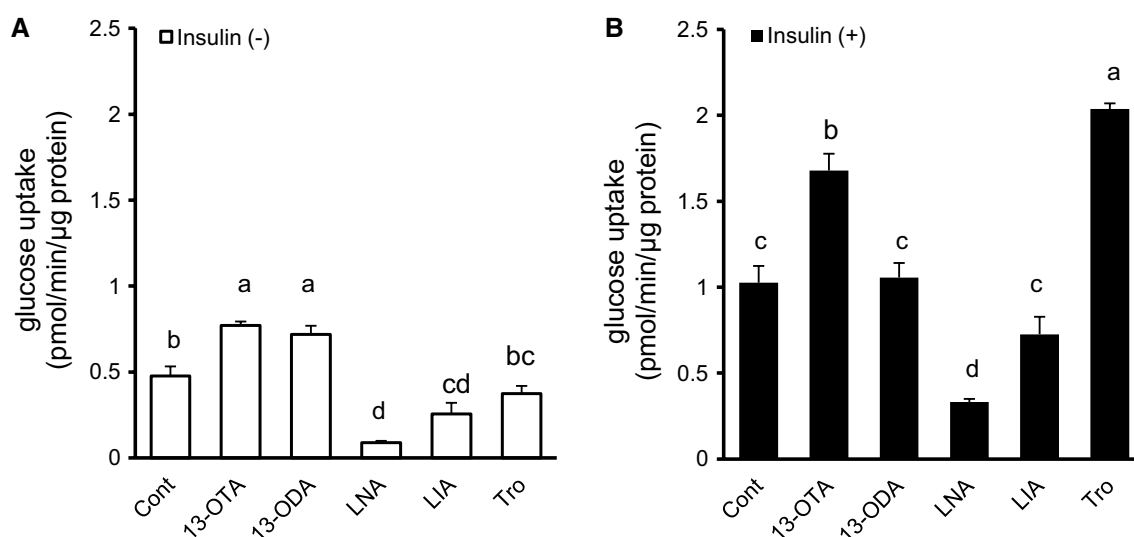 A
Insulin (-)
glucose uptake
(pmol/min/µg protein)
2.5
2
1.5
1
0.5
0
b
a
a
d
cd
bc
Cont
13-OTA
13-ODA
LNA
LIA
Tro
B
Insulin (+)
glucose uptake
(pmol/min/µg protein)
2.5
2
1.5
1
0.5
0
c
b
c
d
c
a
Cont
13-OTA
13-ODA
LNA
LIA
Tro